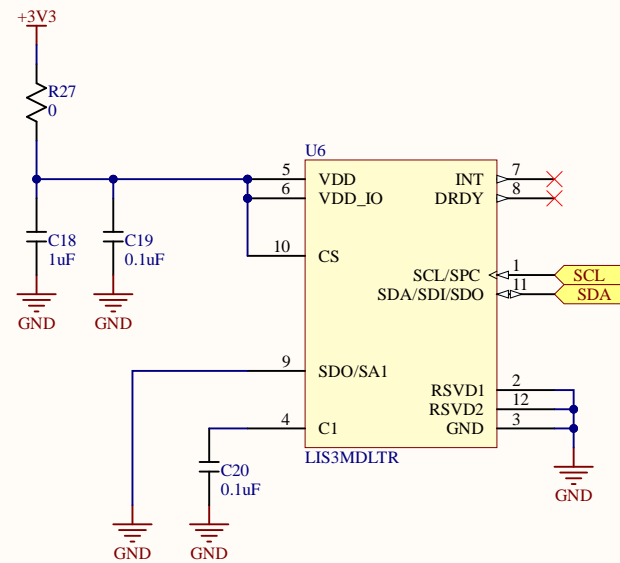 +3V3
R27
0
U6
5 VDD INT 7
6 VDD_IO DRDY 8
C18
1uF
C19
0.1uF
10 CS
SCL/SPC 1 SCL
SDA/SDI/SDO 11 SDA
GND
GND
9 SDO/SA1
RSVD1 2
RSVD2 12
4 C1 GND 3
LIS3MDLTR
C20
0.1uF
GND
GND
GND